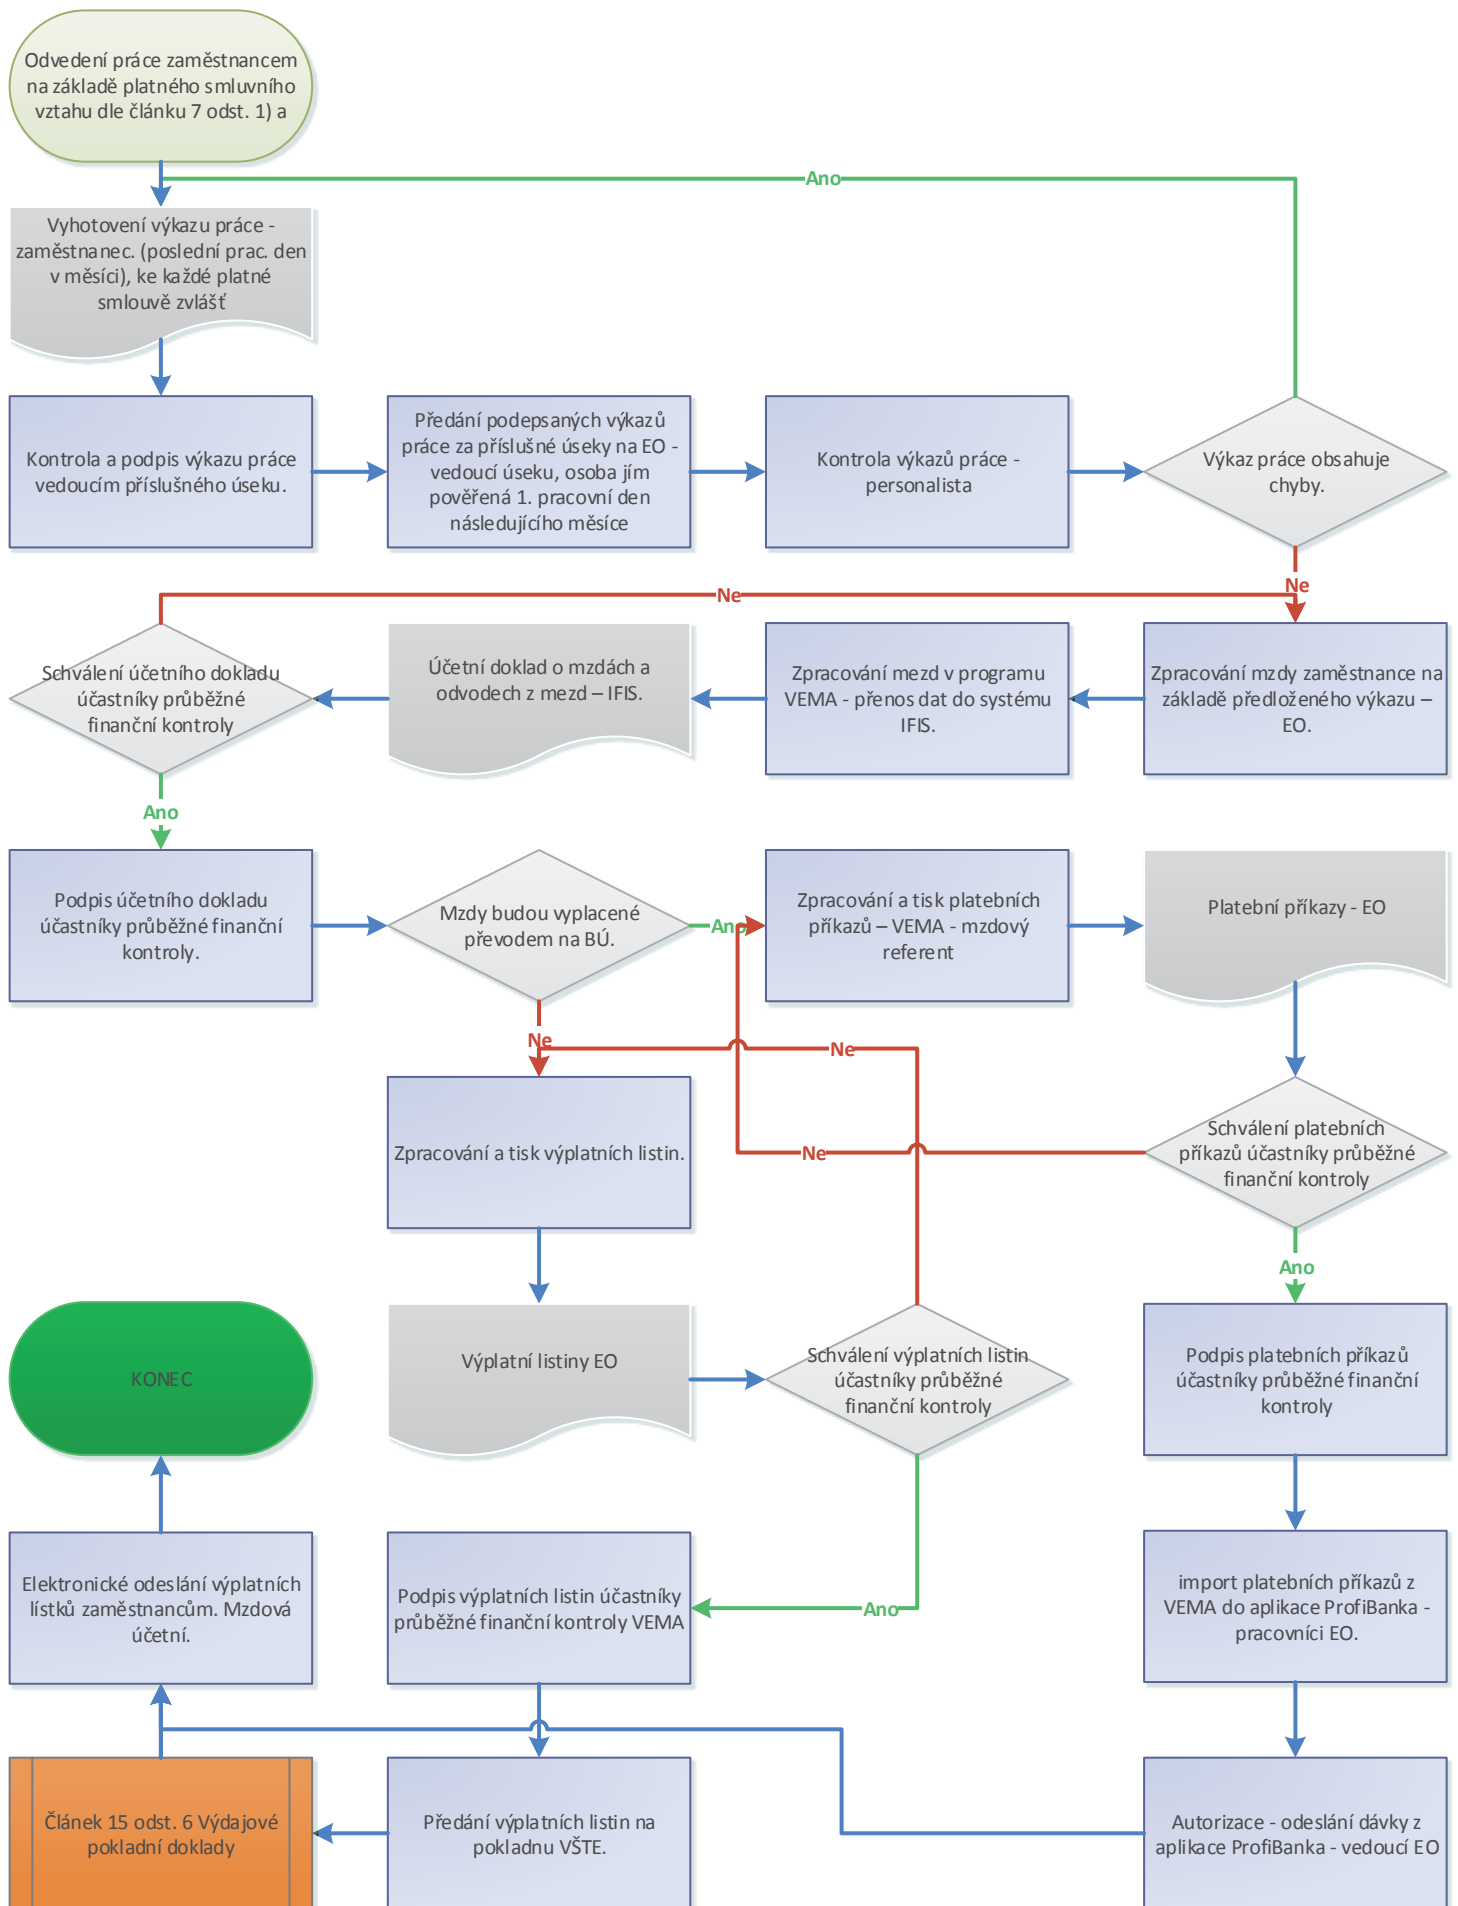 Odvedení práce zaměstnancem
na základě platného smluvního
vztahu dle článku 7 odst. 1) a
Ano
Vyhotovení výkazu práce -
zaměstnanec. (poslední prac. den
v měsíci), ke každé platné
smlouvě zvlášť
Kontrola a podpis výkazu práce
vedoucím příslušného úseku.
Předání podepsaných výkazů
práce za příslušné úseky na EO -
vedoucí úseku, osoba jím
pověřená 1. pracovní den
následujícího měsíce
Kontrola výkazů práce -
personalista
Výkaz práce obsahuje
chyby.
Ne
Ne
Schválení účetního dokladu
účastníky průběžné
finanční kontroly
Účetní doklad o mzdách a
odvodech z mezd – IFIS.
Zpracování mezd v programu
VEMA - přenos dat do systému
IFIS.
Zpracování mzdy zaměstnance na
základě předloženého výkazu –
EO.
Ano
Podpis účetního dokladu
účastníky průběžné finanční
kontroly.
Mzdy budou vyplacené
převodem na BÚ.
Ano
Zpracování a tisk platebních
příkazů – VEMA - mzdový
referent
Platební příkazy - EO
Ne
Ne
Zpracování a tisk výplatních listin.
Ne
Schválení platebních
příkazů účastníky průběžné
finanční kontroly
Ano
KONEC
Výplatní listiny EO
Schválení výplatních listin
účastníky průběžné
finanční kontroly
Podpis platebních příkazů
účastníky průběžné finanční
kontroly
Elektronické odeslání výplatních
lístků zaměstnancům. Mzdová
účetní.
Podpis výplatních listin účastníky
průběžné finanční kontroly VEMA
Ano
import platebních příkazů z
VEMA do aplikace ProfiBanka -
pracovníci EO.
Článek 15 odst. 6 Výdajové
pokladní doklady
Předání výplatních listin na
pokladnu VŠTE.
Autorizace - odeslání dávky z
aplikace ProfiBanka - vedoucí EO